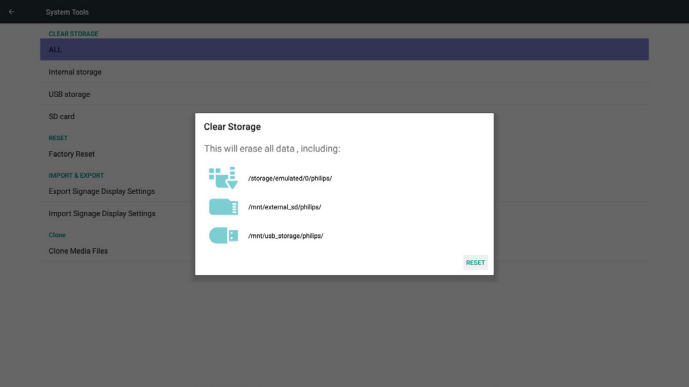 System Tools
CLEAR STORAGE
ALL
Internal storage
USB storage
SD card
RESET
Factory Reset
IMPORT & EXPORT
Export Signage Display Settings
Import Signage Display Settings
Clone
Clone Media Files
Clear Storage
This will erase all data , including:
/storage/emulated/0/philips/
/mnt/external_sd/philips/
/mnt/usb_storage/philips/
RESET